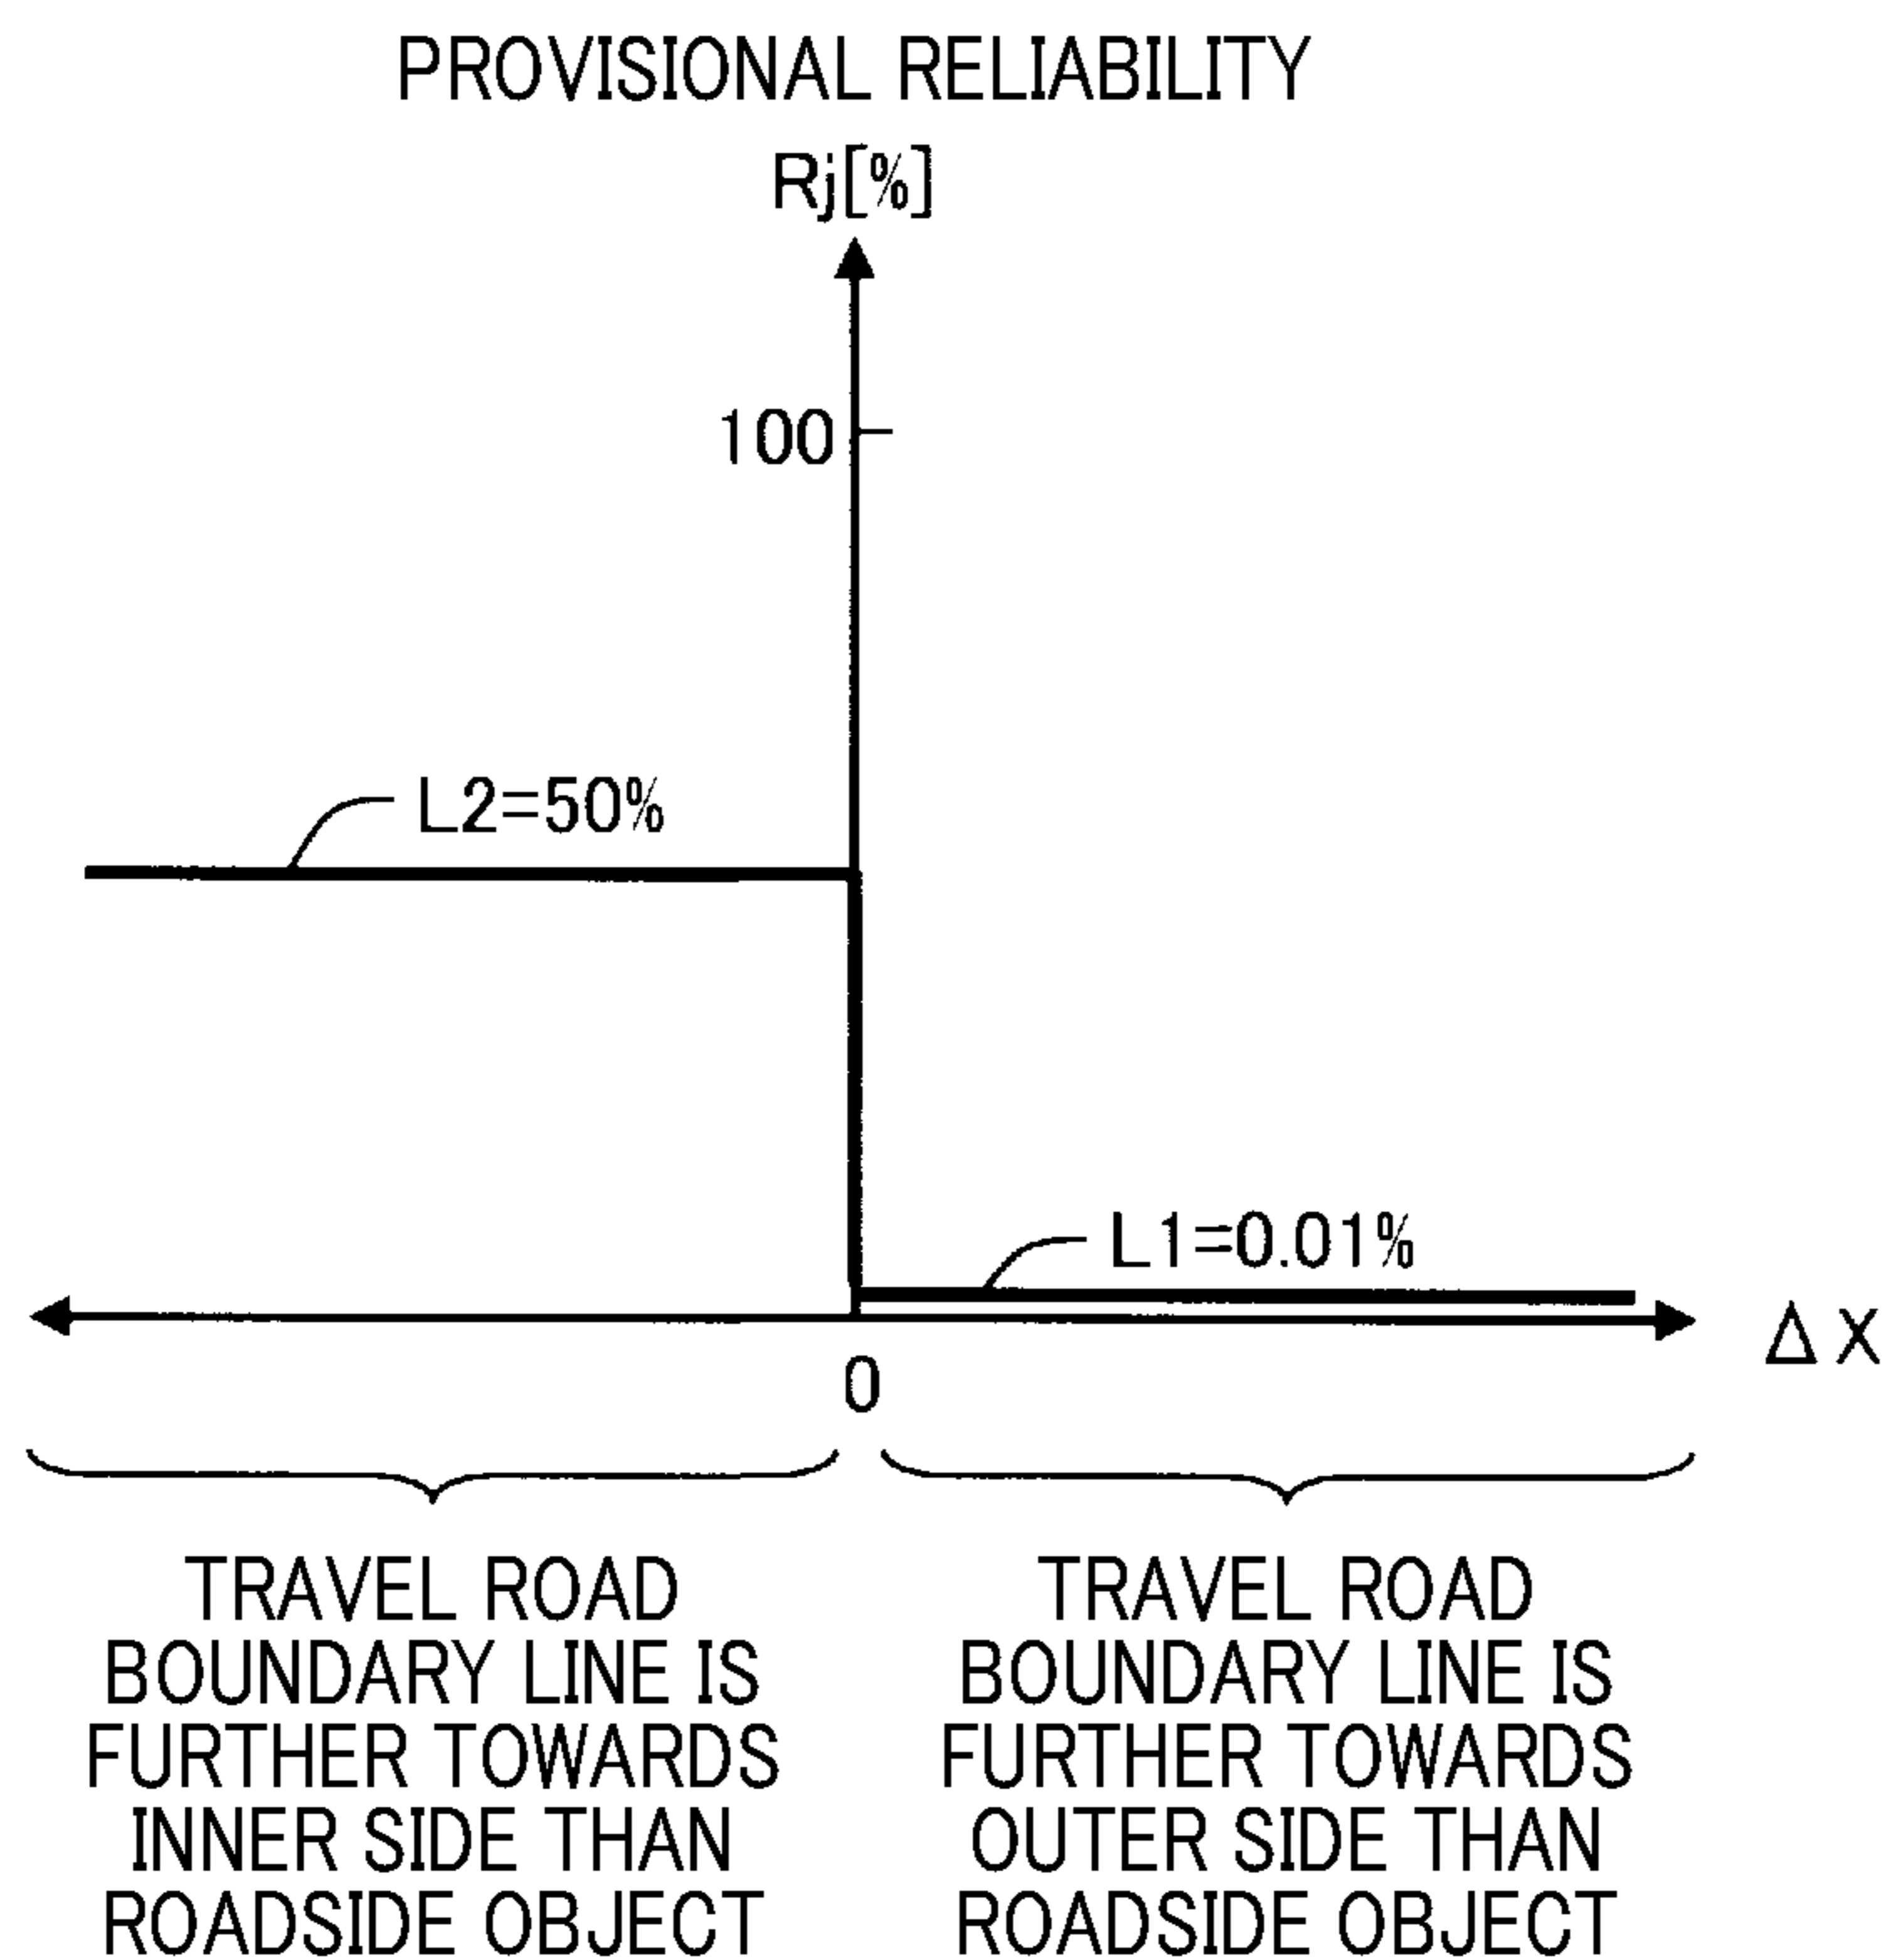 PROVISIONAL RELIABILITY
Rj[%]
100
L2=50%
L1=0.01%
Δ X
0
TRAVEL ROAD
BOUNDARY LINE IS
FURTHER TOWARDS
INNER SIDE THAN
ROADSIDE OBJECT
TRAVEL ROAD
BOUNDARY LINE IS
FURTHER TOWARDS
OUTER SIDE THAN
ROADSIDE OBJECT